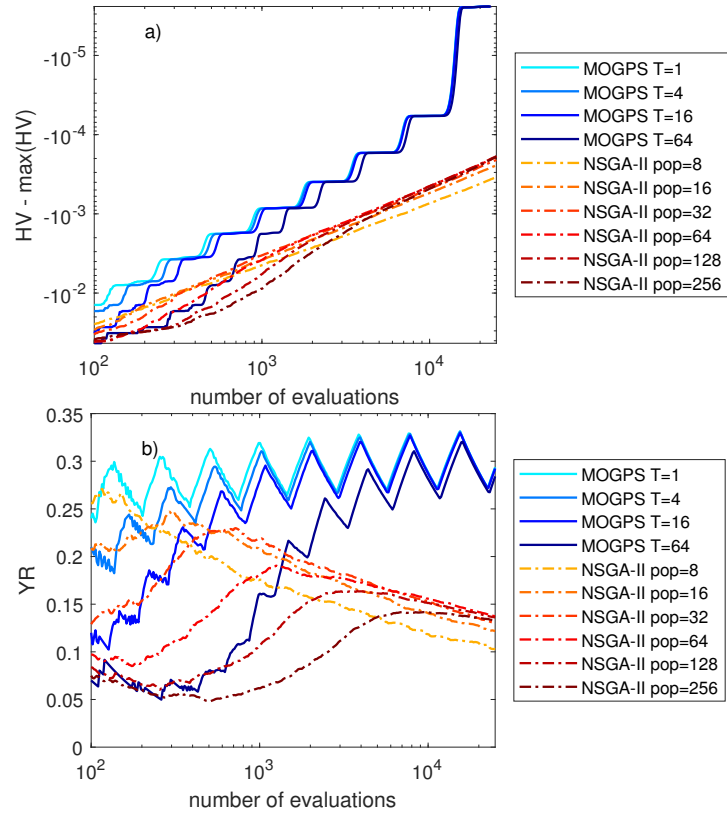 a)
-10^-5
-10^-4
-10^-3
-10^-2
HV - max(HV)
10^2
10^3
10^4
number of evaluations
MOGPS T=1
MOGPS T=4
MOGPS T=16
MOGPS T=64
NSGA-II pop=8
NSGA-II pop=16
NSGA-II pop=32
NSGA-II pop=64
NSGA-II pop=128
NSGA-II pop=256
b)
0.35
0.3
0.25
0.2
0.15
0.1
0.05
0
YR
10^2
10^3
10^4
number of evaluations
MOGPS T=1
MOGPS T=4
MOGPS T=16
MOGPS T=64
NSGA-II pop=8
NSGA-II pop=16
NSGA-II pop=32
NSGA-II pop=64
NSGA-II pop=128
NSGA-II pop=256